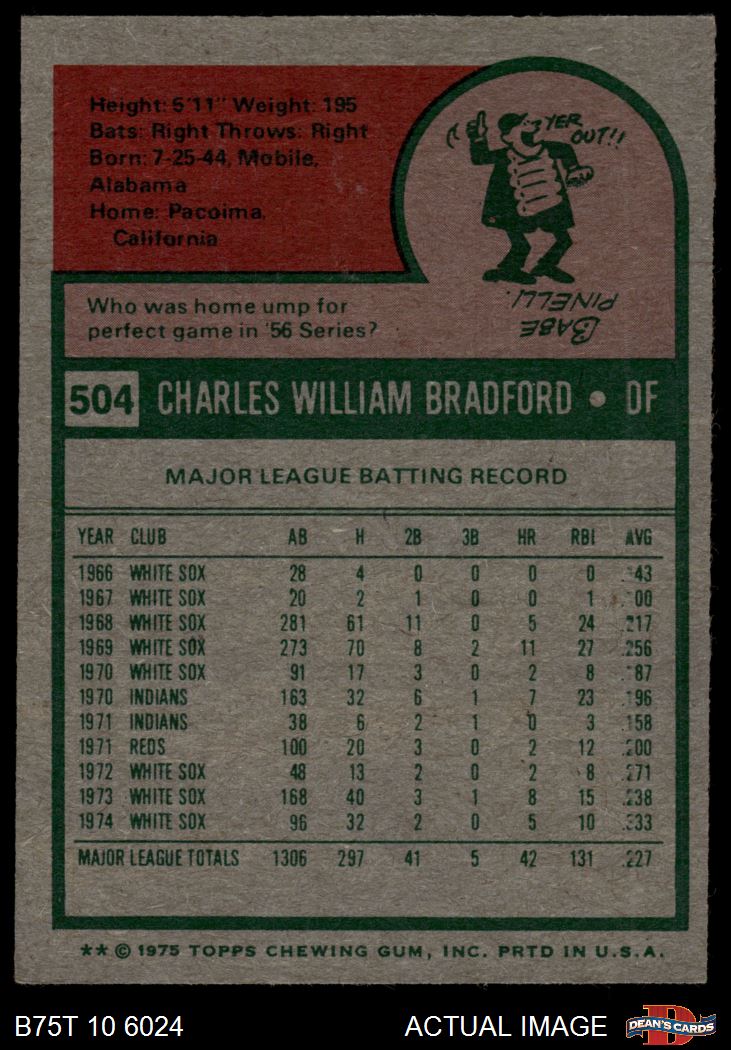 Height: 5'11" Weight: 195
Bats: Right Throws: Right
Born: 7-25-44, Mobile,
Alabama
Home: Pacoima,
California
YER
OUT!!
BABE
PINELLI.
Who was home ump for
perfect game in '56 Series?
504 CHARLES WILLIAM BRADFORD • OF
MAJOR LEAGUE BATTING RECORD
YEAR CLUB AB H 2B 3B HR RBI AVG
1966 WHITE SOX 28 4 0 0 0 0 .143
1967 WHITE SOX 20 2 1 0 0 1 .100
1968 WHITE SOX 281 61 11 0 5 24 .217
1969 WHITE SOX 273 70 8 2 11 27 .256
1970 WHITE SOX 91 17 3 0 2 8 .187
1970 INDIANS 163 32 6 1 7 23 .196
1971 INDIANS 38 6 2 1 0 3 .158
1971 REDS 100 20 3 0 2 12 .200
1972 WHITE SOX 48 13 2 0 2 8 .271
1973 WHITE SOX 168 40 3 1 8 15 .238
1974 WHITE SOX 96 32 2 0 5 10 .333
MAJOR LEAGUE TOTALS 1306 297 41 5 42 131 .227
** © 1975 TOPPS CHEWING GUM, INC. PRTD IN U.S.A.
B75T 10 6024 ACTUAL IMAGE DEAN'S CARDS